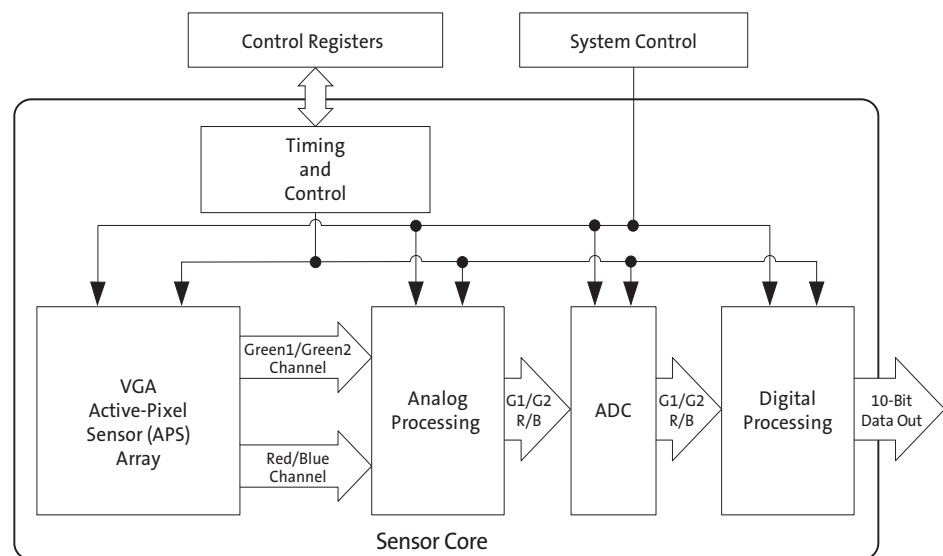 Control Registers
System Control
Timing
and
Control
VGA
Active-Pixel
Sensor (APS)
Array
Green1/Green2
Channel
Red/Blue
Channel
Analog
Processing
G1/G2
R/B
ADC
G1/G2
R/B
Digital
Processing
10-Bit
Data Out
Sensor Core